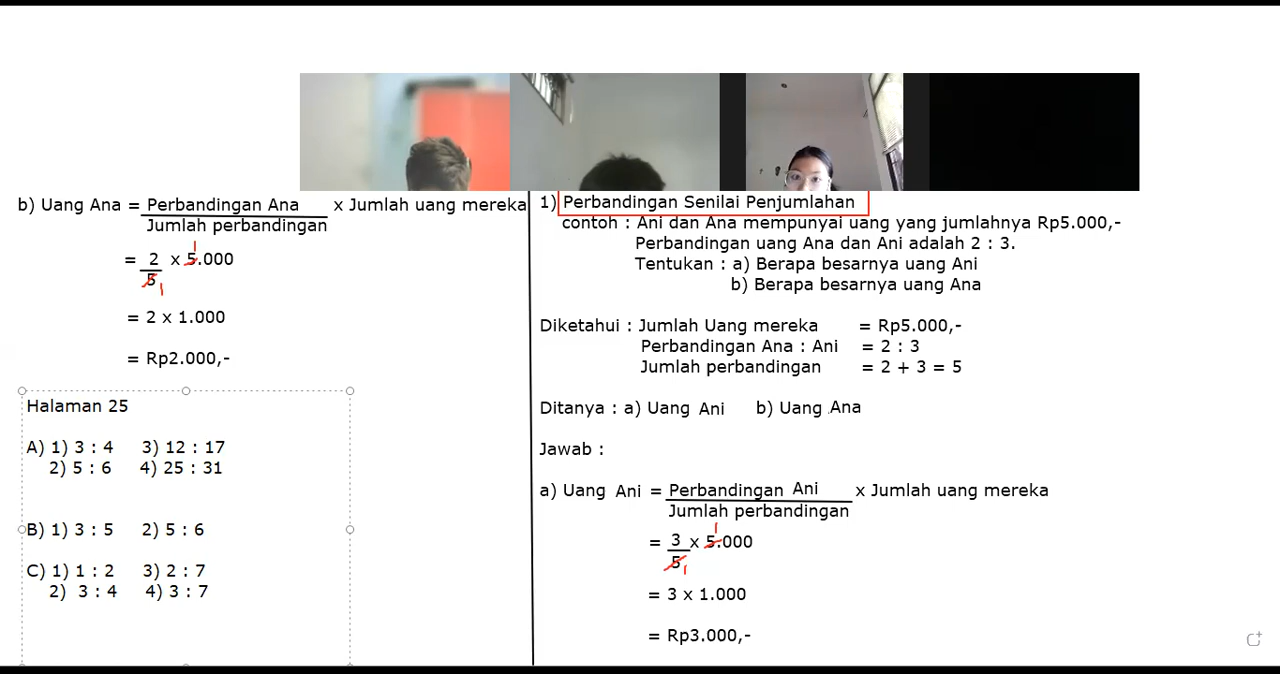 b) Uang Ana = Perbandingan Ana x Jumlah uang mereka
Jumlah perbandingan
1
= 2 x 5.000
5 1
= 2 x 1.000
= Rp2.000,-
Halaman 25
A) 1) 3 : 4 3) 12 : 17
2) 5 : 6 4) 25 : 31
B) 1) 3 : 5 2) 5 : 6
C) 1) 1 : 2 3) 2 : 7
2) 3 : 4 4) 3 : 7
1) Perbandingan Senilai Penjumlahan
contoh : Ani dan Ana mempunyai uang yang jumlahnya Rp5.000,-
Perbandingan uang Ana dan Ani adalah 2 : 3.
Tentukan : a) Berapa besarnya uang Ani
b) Berapa besarnya uang Ana
Diketahui : Jumlah Uang mereka = Rp5.000,-
Perbandingan Ana : Ani = 2 : 3
Jumlah perbandingan = 2 + 3 = 5
Ditanya : a) Uang Ani b) Uang Ana
Jawab :
a) Uang Ani = Perbandingan Ani x Jumlah uang mereka
Jumlah perbandingan
1
= 3 x 5.000
5 1
= 3 x 1.000
= Rp3.000,-